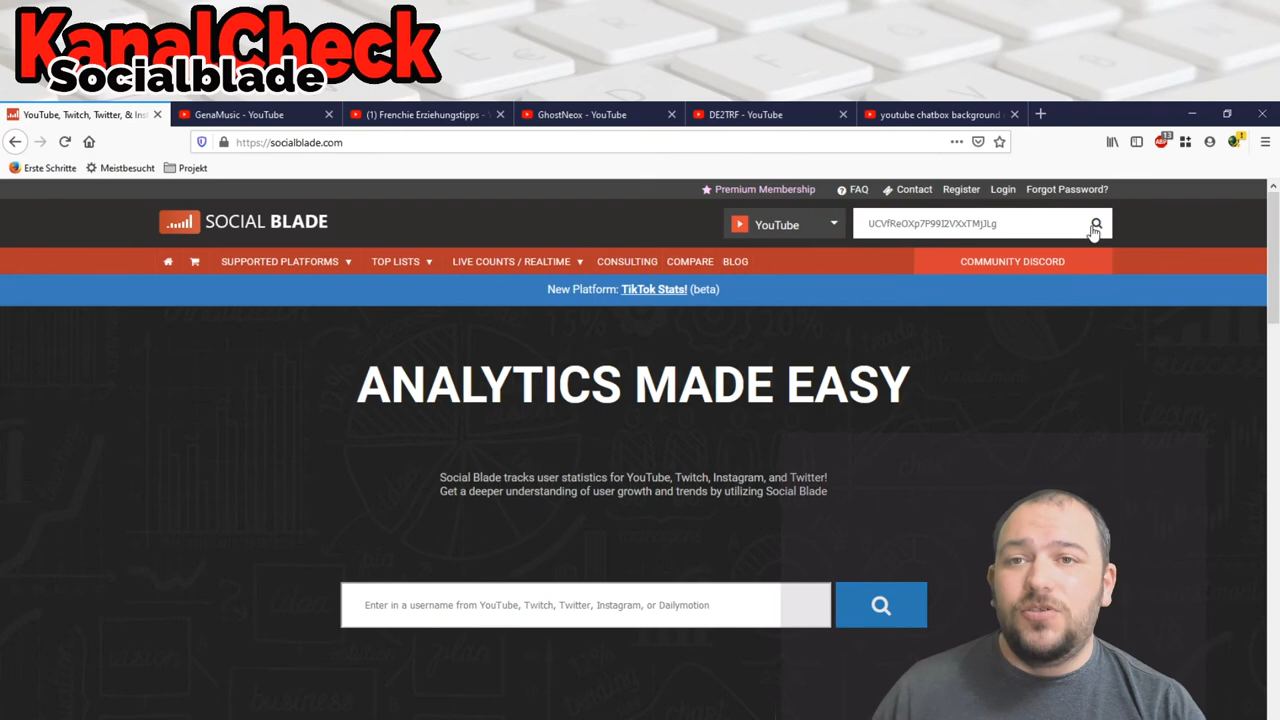 KanalCheck
Socialblade
YouTube, Twitch, Twitter, & Inst
GenaMusic - YouTube
(1) Frenchie Erziehungstipps -
GhostNeox - YouTube
DE2TRF - YouTube
youtube chatbox background
https://socialblade.com
13
Erste Schritte
Meistbesucht
Projekt
Premium Membership
FAQ
Contact
Register
Login
Forgot Password?
SOCIAL BLADE
YouTube
UCVfReOXp7P99I2VXxTMjJLg
SUPPORTED PLATFORMS
TOP LISTS
LIVE COUNTS / REALTIME
CONSULTING
COMPARE
BLOG
COMMUNITY DISCORD
New Platform: TikTok Stats! (beta)
ANALYTICS MADE EASY
Social Blade tracks user statistics for YouTube, Twitch, Instagram, and Twitter!
Get a deeper understanding of user growth and trends by utilizing Social Blade
Enter in a username from YouTube, Twitch, Twitter, Instagram, or Dailymotion